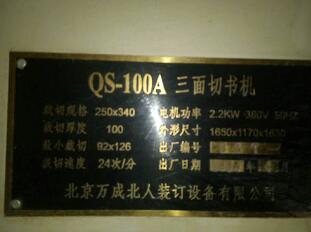 QS-100A 三面切书机
裁切规格 250x340 电机功率 2.2KW 360V 50HZ
裁切厚度 100 外形尺寸 1650x1170x1630
最小裁切 92x126 出厂编号
裁切速度 24次/分 出厂日期
北京万成北人装订设备有限公司